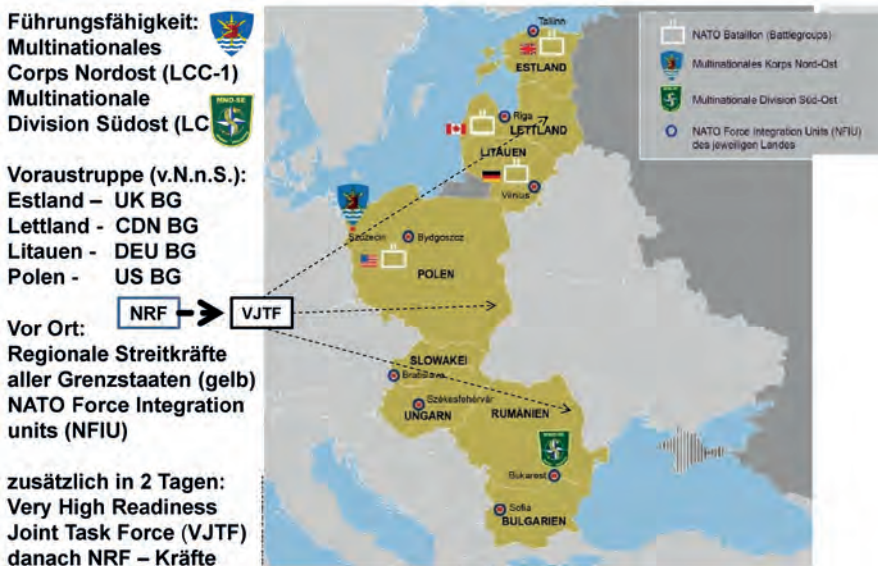 Führungsfähigkeit:
Multinationales
Corps Nordost (LCC-1)
Multinationale
Division Südost (LC
MND-SE
Voraustruppe (v.N.n.S.):
Estland – UK BG
Lettland - CDN BG
Litauen - DEU BG
Polen - US BG
NRF
VJTF
Vor Ort:
Regionale Streitkräfte
aller Grenzstaaten (gelb)
NATO Force Integration
units (NFIU)
zusätzlich in 2 Tagen:
Very High Readiness
Joint Task Force (VJTF)
danach NRF – Kräfte
Tallinn
ESTLAND
Riga
LETTLAND
LITAUEN
Vilnius
Szczecin
Bydgoszcz
POLEN
SLOWAKEI
Bratislava
Székesfehérvár
UNGARN
RUMÄNIEN
MND-SE
Bukarest
Sofia
BULGARIEN
NATO Bataillon (Battlegroups)
Multinationales Korps Nord-Ost
Multinationale Division Süd-Ost
NATO Force Integration Units (NFIU)
des jeweiligen Landes